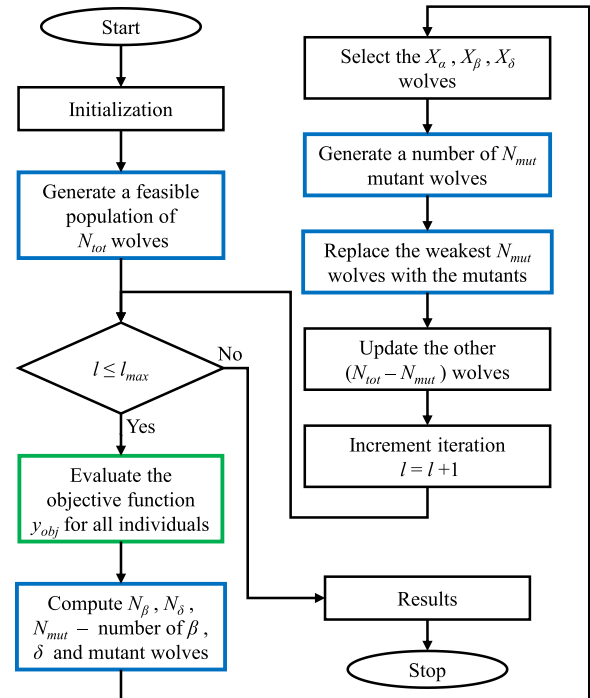 Start
Initialization
Generate a feasible
population of
N_tot wolves
l ≤ l_max
No
Yes
Evaluate the
objective function
y_obj for all individuals
Compute N_β , N_δ ,
N_mut – number of β ,
δ and mutant wolves
Select the X_α , X_β , X_δ
wolves
Generate a number of N_mut
mutant wolves
Replace the weakest N_mut
wolves with the mutants
Update the other
(N_tot – N_mut ) wolves
Increment iteration
l = l +1
Results
Stop